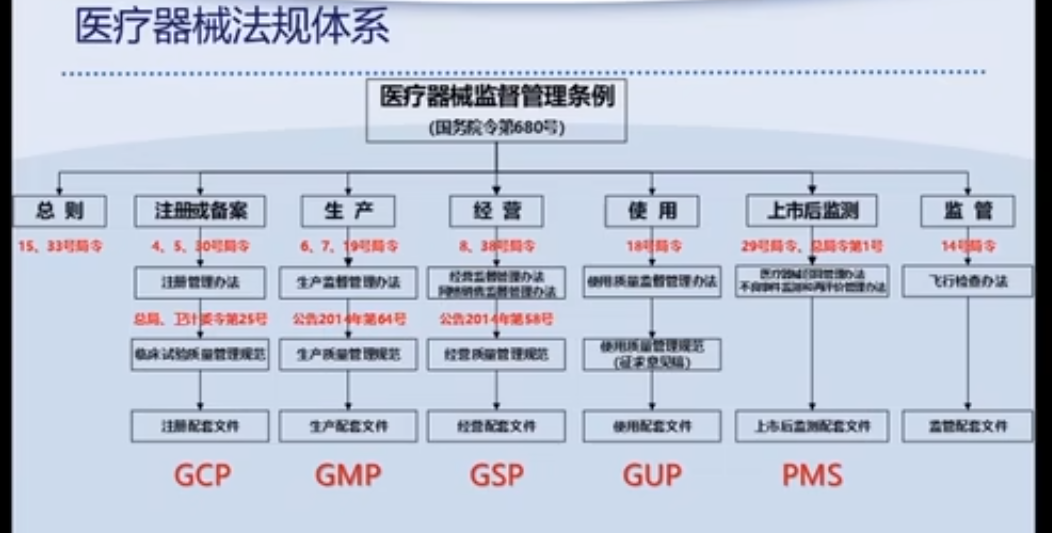 医疗器械法规体系
医疗器械监督管理条例
(国务院令第680号)
总 则
注册或备案
生 产
经 营
使 用
上市后监测
监 管
15、33号局令
4、5、30号局令
6、7、19号局令
8、38号局令
18号局令
29号局令、总局令第1号
14号局令
注册管理办法
生产监督管理办法
经营监督管理办法
网络销售监督管理办法
使用质量监督管理办法
医疗器械召回管理办法
不良事件监测和再评价管理办法
飞行检查办法
总局、卫计委令第25号
公告2014年第64号
公告2014年第58号
临床试验质量管理规范
生产质量管理规范
经营质量管理规范
使用质量管理规范
(征求意见稿)
注册配套文件
生产配套文件
经营配套文件
使用配套文件
上市后监测配套文件
监管配套文件
GCP
GMP
GSP
GUP
PMS